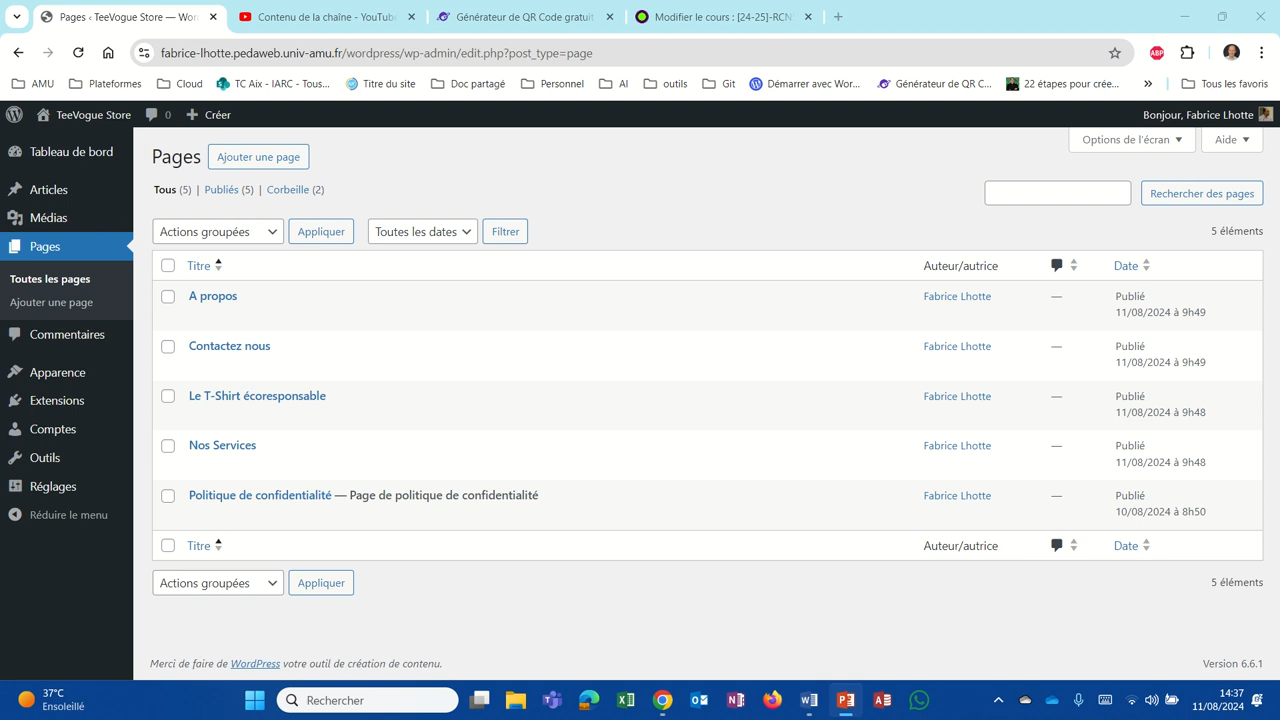 Pages ‹ TeeVogue Store — Wor
Contenu de la chaîne - YouTube
Générateur de QR Code gratuit
Modifier le cours : [24-25]-RCN
fabrice-lhotte.pedaweb.univ-amu.fr/wordpress/wp-admin/edit.php?post_type=page
ABP
AMU
Plateformes
Cloud
TC Aix - IARC - Tous...
Titre du site
Doc partagé
Personnel
AI
outils
Git
Démarrer avec Wor...
Générateur de QR C...
22 étapes pour crée...
»
Tous les favoris
TeeVogue Store
0
Créer
Bonjour, Fabrice Lhotte
Tableau de bord
Articles
Médias
Pages
Toutes les pages
Ajouter une page
Commentaires
Apparence
Extensions
Comptes
Outils
Réglages
Réduire le menu
Options de l'écran
Aide
Pages
Ajouter une page
Tous (5) | Publiés (5) | Corbeille (2)
Rechercher des pages
Actions groupées
Appliquer
Toutes les dates
Filtrer
5 éléments
Titre
Auteur/autrice
Date
A propos
Fabrice Lhotte
—
Publié
11/08/2024 à 9h49
Contactez nous
Fabrice Lhotte
—
Publié
11/08/2024 à 9h49
Le T-Shirt écoresponsable
Fabrice Lhotte
—
Publié
11/08/2024 à 9h48
Nos Services
Fabrice Lhotte
—
Publié
11/08/2024 à 9h48
Politique de confidentialité — Page de politique de confidentialité
Fabrice Lhotte
—
Publié
10/08/2024 à 8h50
Titre
Auteur/autrice
Date
Actions groupées
Appliquer
5 éléments
Merci de faire de WordPress votre outil de création de contenu.
Version 6.6.1
37°C
Ensoleillé
Rechercher
14:37
11/08/2024